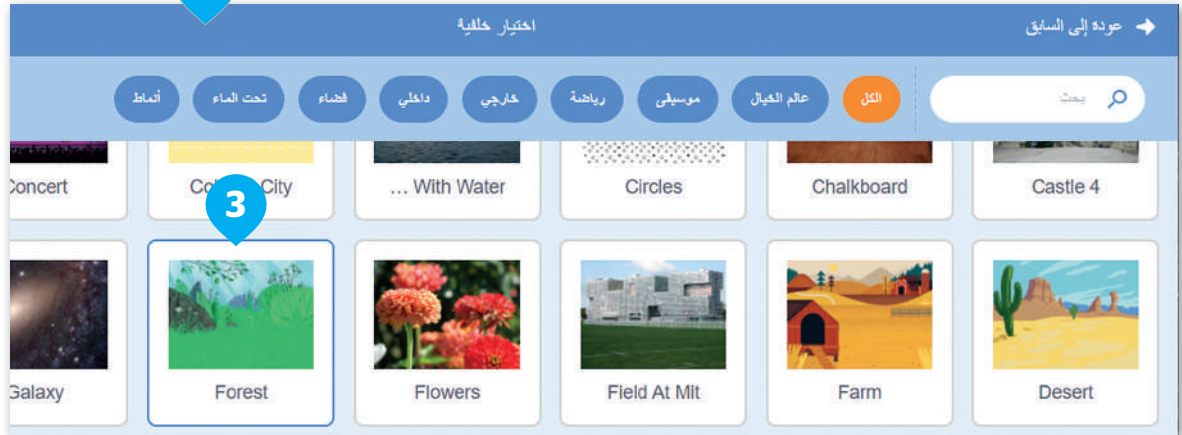 عودة إلى السابق
اختيار خلفية
بحث
الكل
عالم الخيال
موسيقى
رياضة
خارجي
داخلي
فضاء
تحت الماء
أنماط
Castle 4
Chalkboard
Circles
... With Water
City
Concert
3
Desert
Farm
Field At Mit
Flowers
Forest
Galaxy